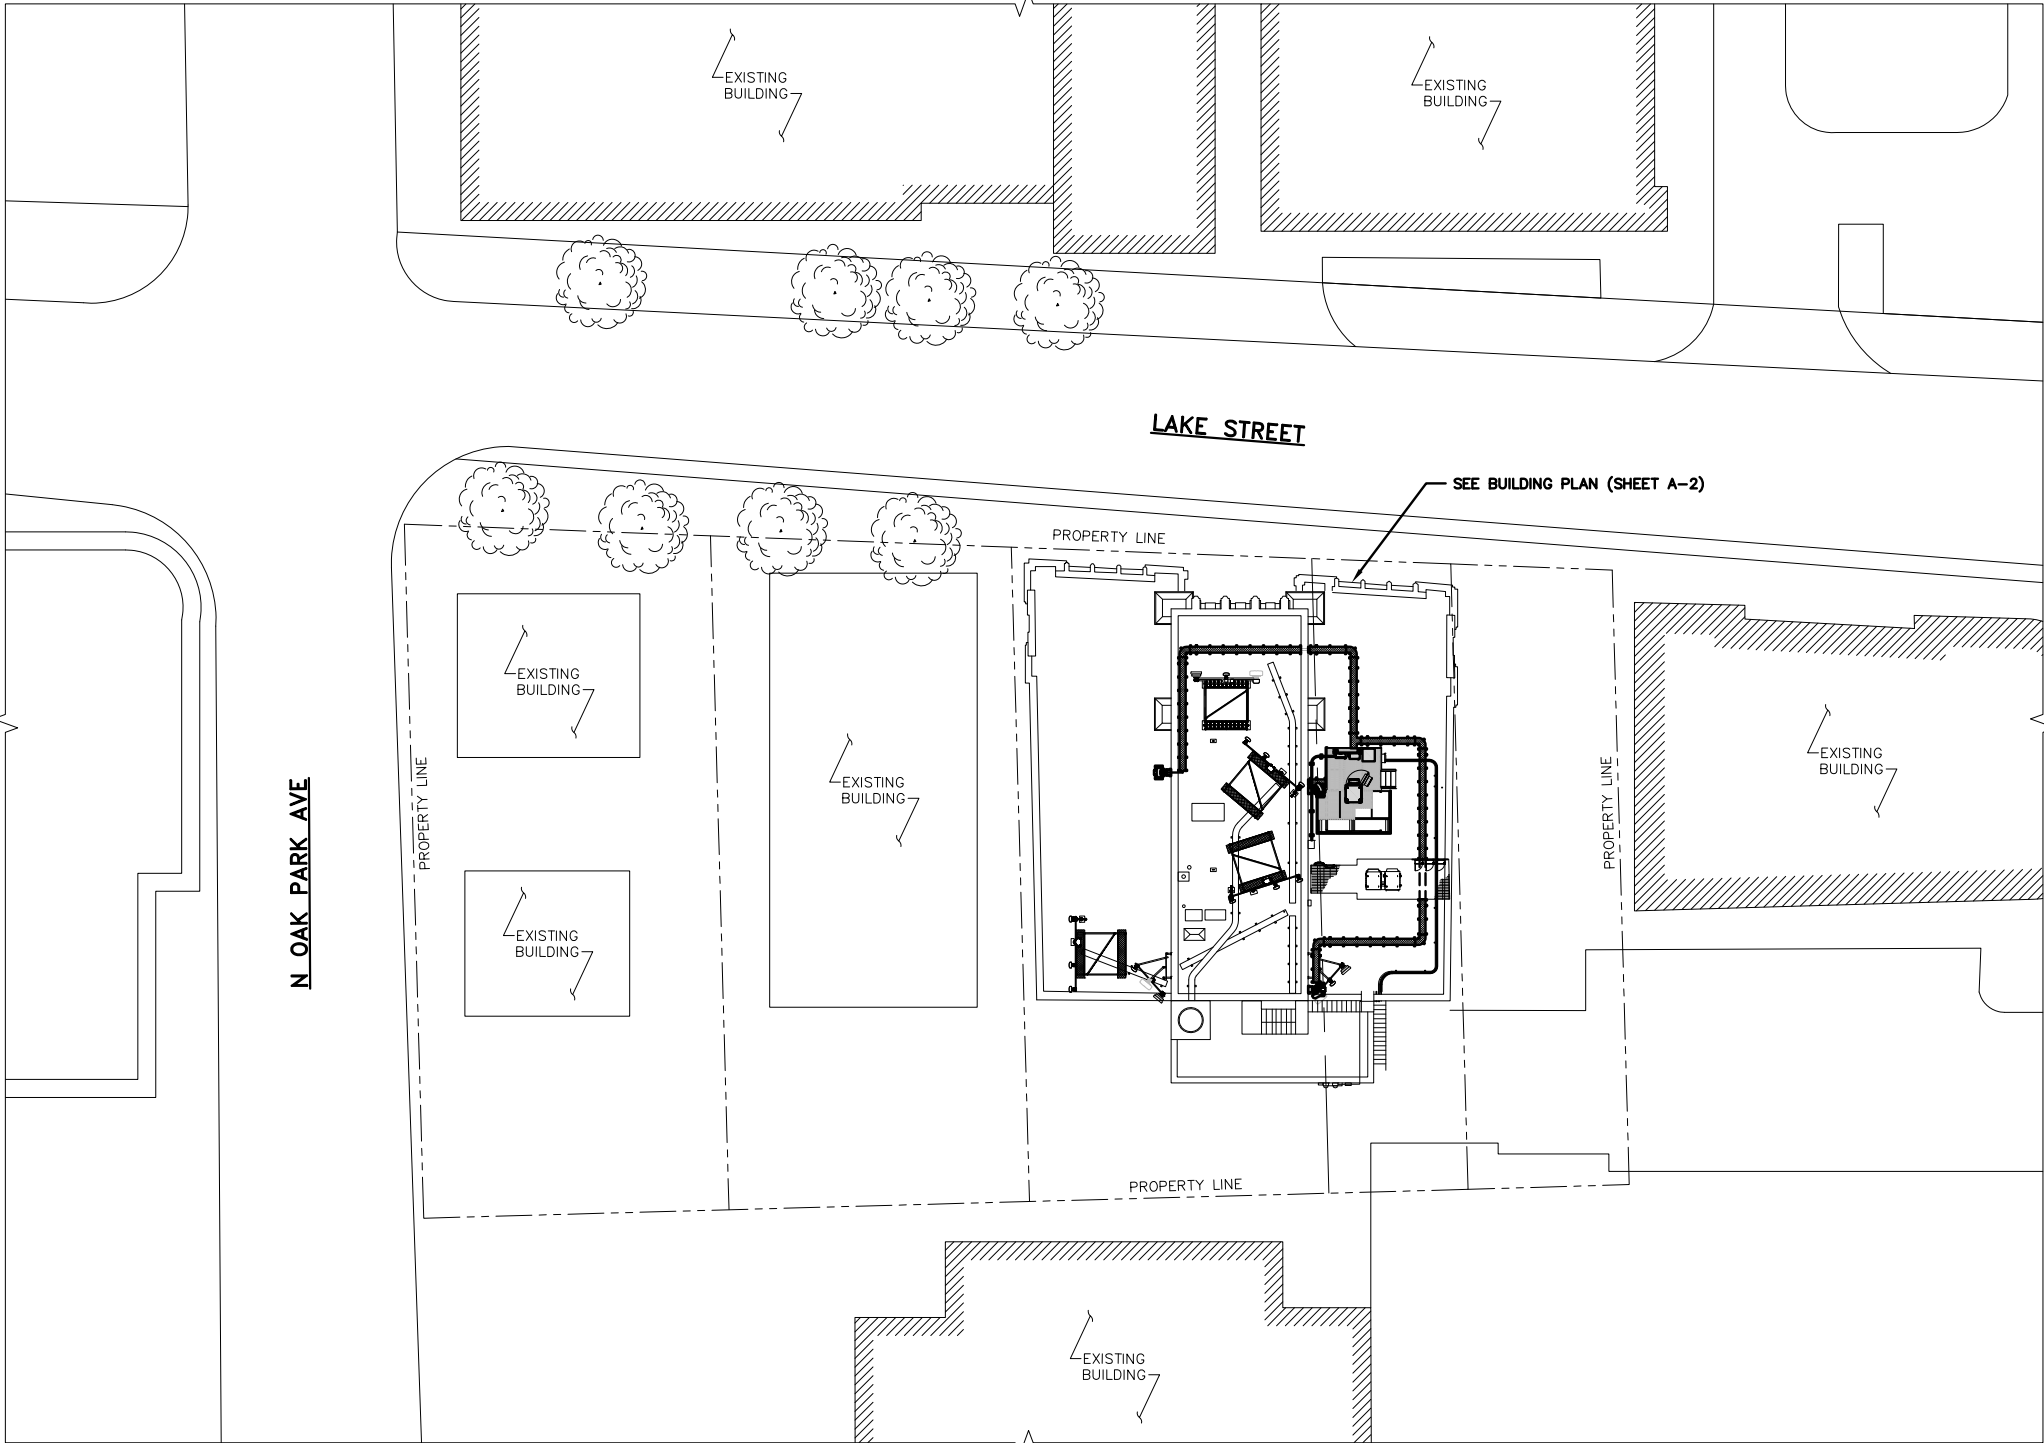 EXISTING
BUILDING
EXISTING
BUILDING
LAKE STREET
SEE BUILDING PLAN (SHEET A-2)
PROPERTY LINE
EXISTING
BUILDING
EXISTING
BUILDING
EXISTING
BUILDING
PROPERTY LINE
PROPERTY LINE
N OAK PARK AVE
EXISTING
BUILDING
PROPERTY LINE
EXISTING
BUILDING